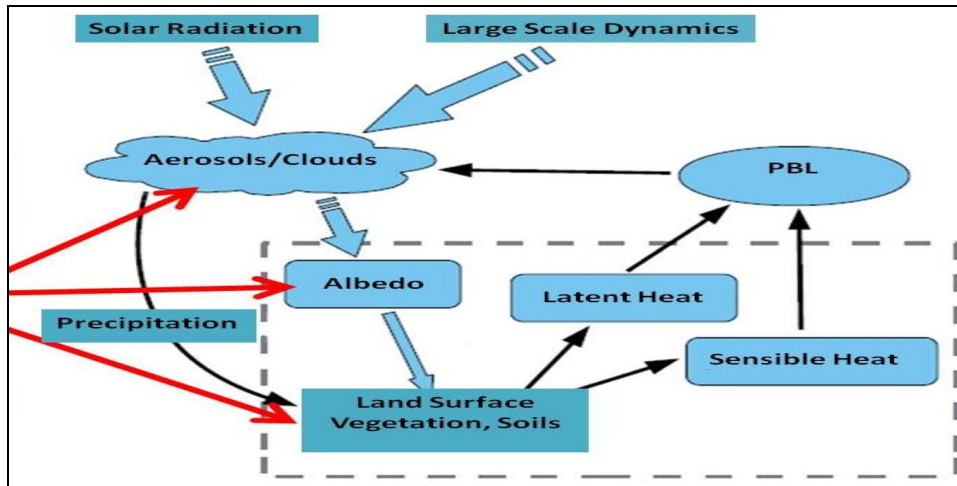 Solar Radiation
Large Scale Dynamics
Aerosols/Clouds
PBL
Albedo
Latent Heat
Precipitation
Sensible Heat
Land Surface
Vegetation, Soils